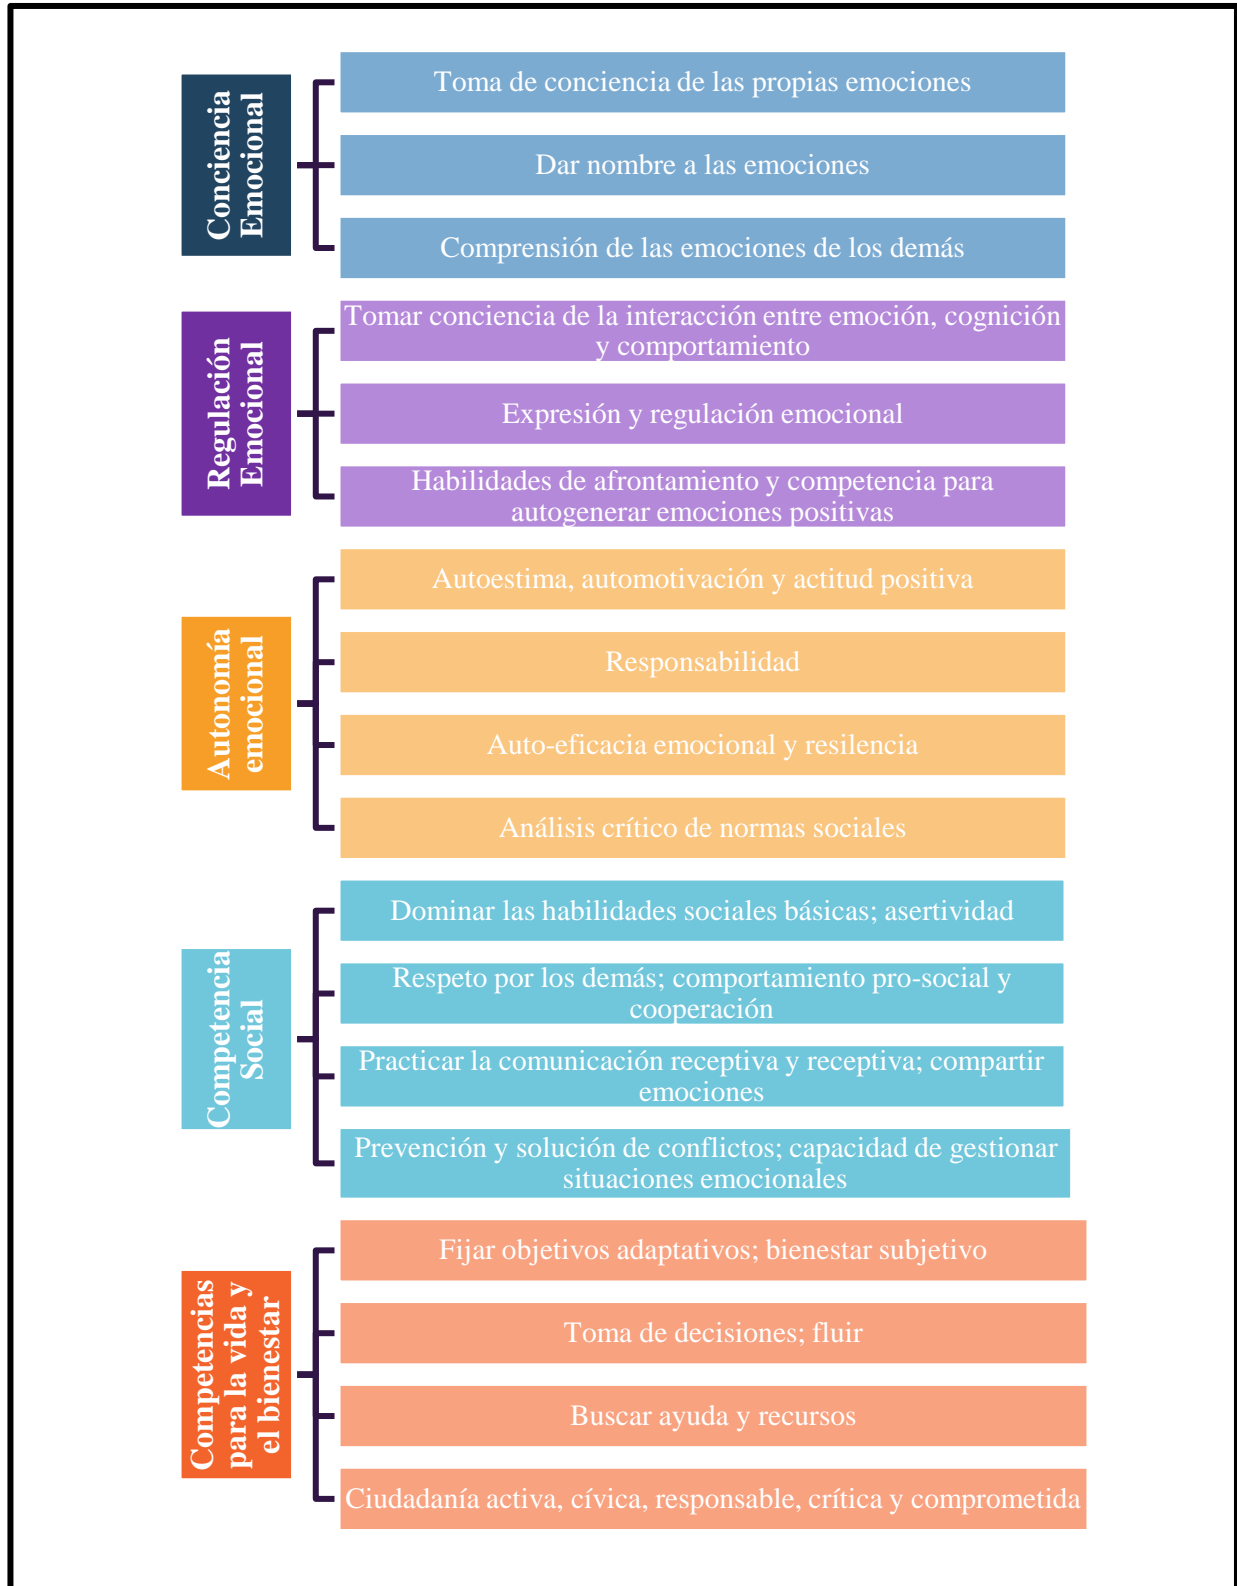 Conciencia
Emocional
Toma de conciencia de las propias emociones
Dar nombre a las emociones
Comprensión de las emociones de los demás
Regulación
Emocional
Tomar conciencia de la interacción entre emoción, cognición
y comportamiento
Expresión y regulación emocional
Habilidades de afrontamiento y competencia para
autogenerar emociones positivas
Autonomía
emocional
Autoestima, automotivación y actitud positiva
Responsabilidad
Auto-eficacia emocional y resilencia
Análisis crítico de normas sociales
Competencia
Social
Dominar las habilidades sociales básicas; asertividad
Respeto por los demás; comportamiento pro-social y
cooperación
Practicar la comunicación receptiva y receptiva; compartir
emociones
Prevención y solución de conflictos; capacidad de gestionar
situaciones emocionales
Competencias
para la vida y
el bienestar
Fijar objetivos adaptativos; bienestar subjetivo
Toma de decisiones; fluir
Buscar ayuda y recursos
Ciudadanía activa, cívica, responsable, crítica y comprometida